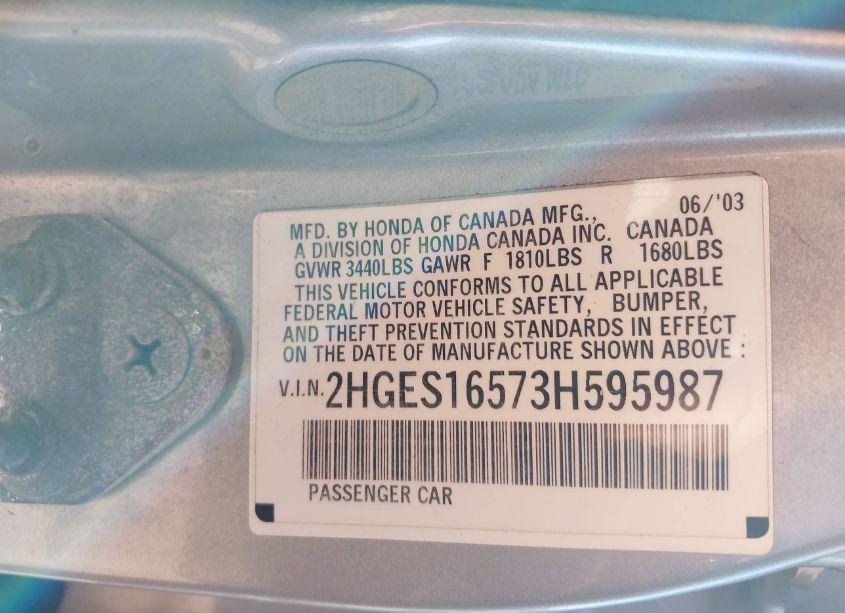 06/'03
MFD. BY HONDA OF CANADA MFG.,
A DIVISION OF HONDA CANADA INC. CANADA
GVWR 3440LBS GAWR F 1810LBS R 1680LBS
THIS VEHICLE CONFORMS TO ALL APPLICABLE
FEDERAL MOTOR VEHICLE SAFETY, BUMPER,
AND THEFT PREVENTION STANDARDS IN EFFECT
ON THE DATE OF MANUFACTURE SHOWN ABOVE :
V.I.N. 2HGES16573H595987
PASSENGER CAR